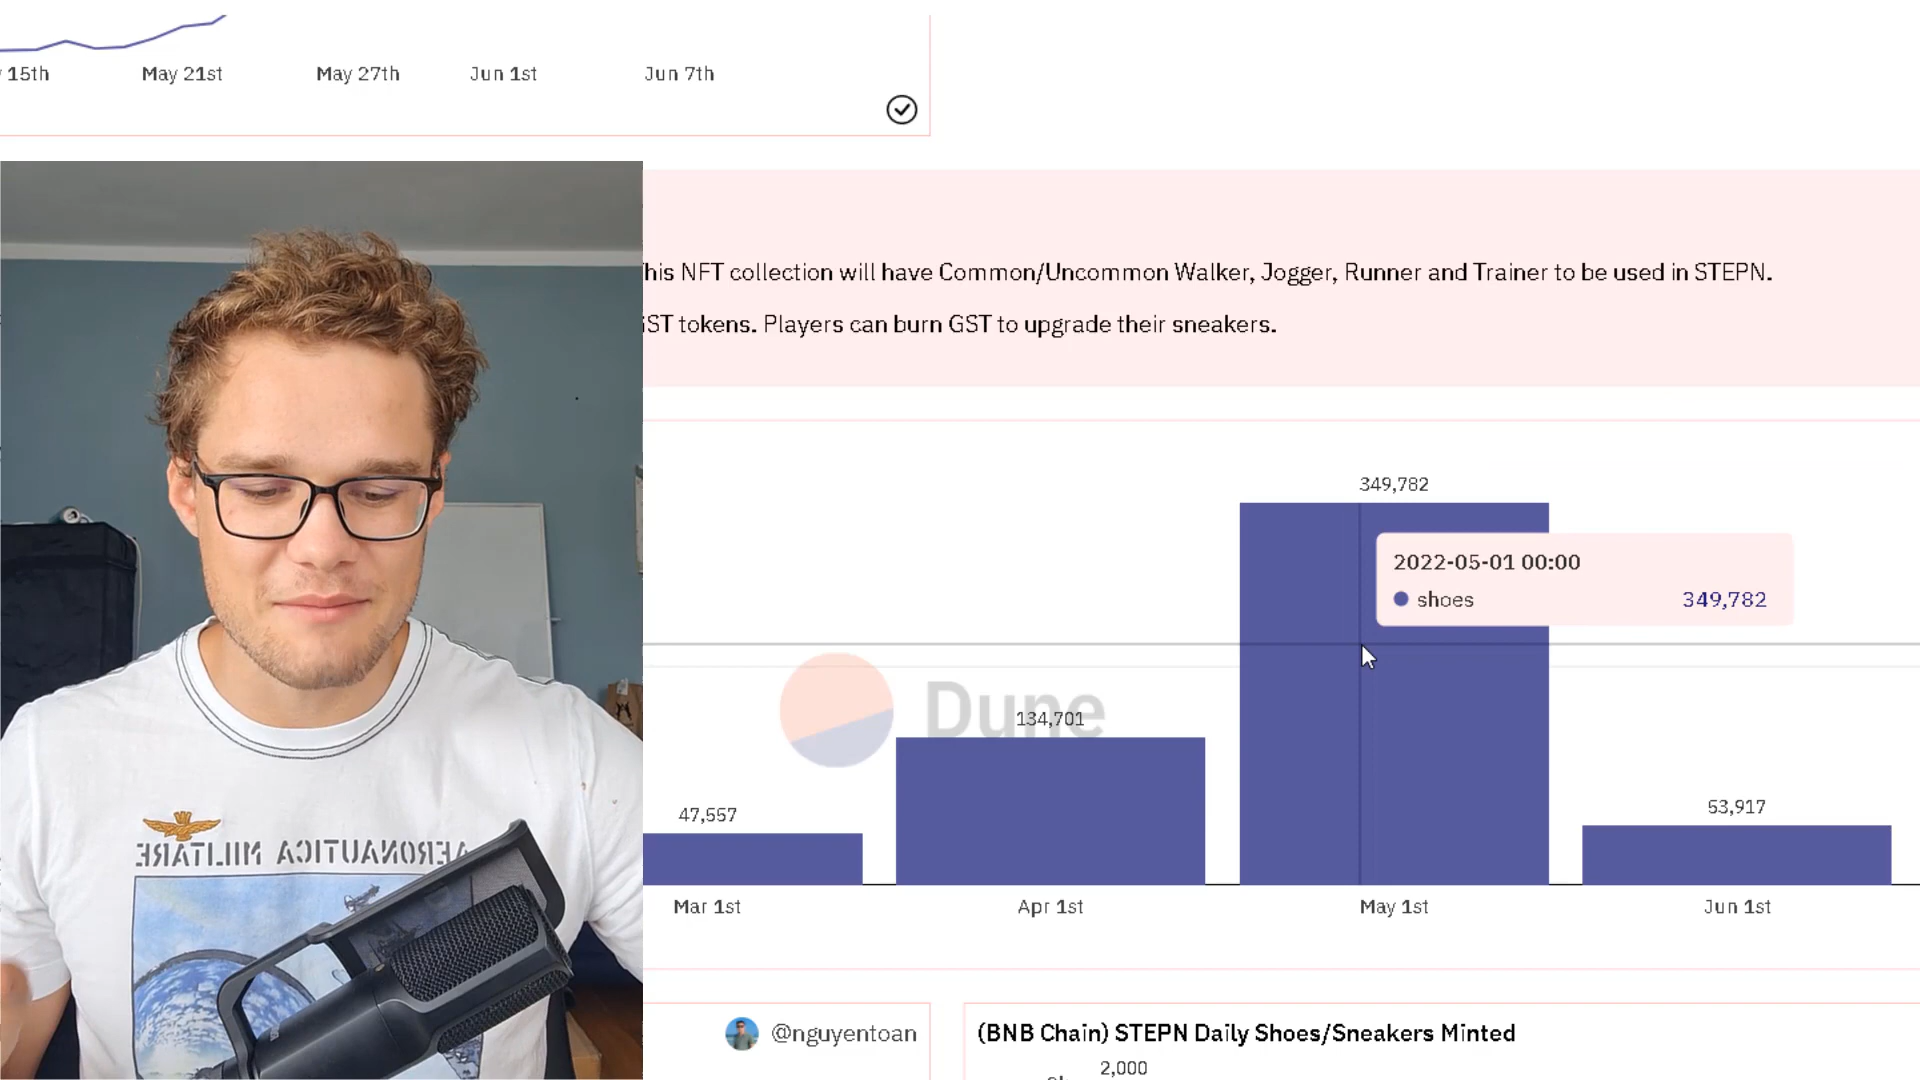 15th May 21st May 27th Jun 1st Jun 7th
his NFT collection will have Common/Uncommon Walker, Jogger, Runner and Trainer to be used in STEPN.
ST tokens. Players can burn GST to upgrade their sneakers.
349,782
2022-05-01 00:00
shoes 349,782
Dune
134,701
47,557
53,917
AERONAUTICA MILITARE
Mar 1st Apr 1st May 1st Jun 1st
@nguyentoan
(BNB Chain) STEPN Daily Shoes/Sneakers Minted
2,000